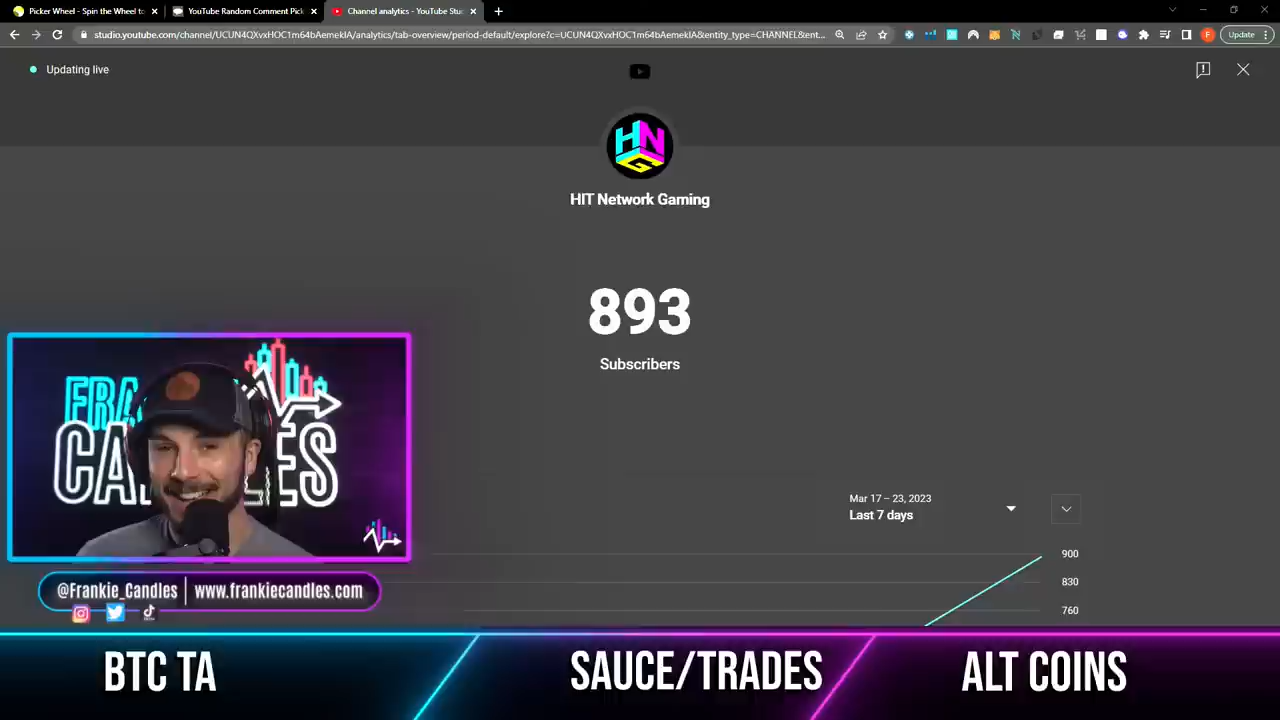 Picker Wheel - Spin the Wheel to
YouTube Random Comment Pick
Channel analytics - YouTube Stu
studio.youtube.com/channel/UCUN4QXvxHOC1m64bAemekIA/analytics/tab-overview/period-default/explore?c=UCUN4QXvxHOC1m64bAemekIA&entity_type=CHANNEL&ent...
F
Update
Updating live
HNG
HIT Network Gaming
893
Subscribers
FRA
CANDLES
Mar 17 – 23, 2023
Last 7 days
900
830
760
@Frankie_Candles | www.frankiecandles.com
BTC TA
SAUCE/TRADES
ALT COINS